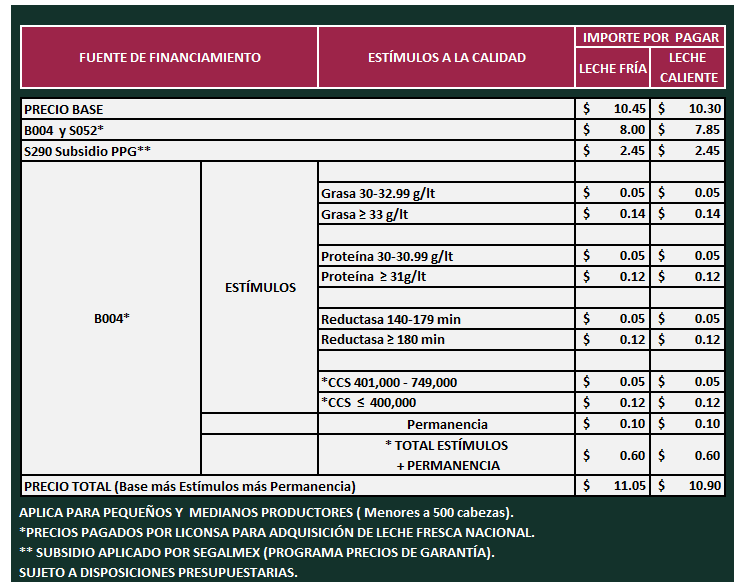 FUENTE DE FINANCIAMIENTO ESTÍMULOS A LA CALIDAD IMPORTE POR PAGAR
LECHE FRÍA LECHE CALIENTE
PRECIO BASE $ 10.45 $ 10.30
B004 y S052* $ 8.00 $ 7.85
S290 Subsidio PPG** $ 2.45 $ 2.45
B004* ESTÍMULOS
Grasa 30-32.99 g/lt $ 0.05 $ 0.05
Grasa ≥ 33 g/lt $ 0.14 $ 0.14
Proteína 30-30.99 g/lt $ 0.05 $ 0.05
Proteína ≥ 31g/lt $ 0.12 $ 0.12
Reductasa 140-179 min $ 0.05 $ 0.05
Reductasa ≥ 180 min $ 0.12 $ 0.12
*CCS 401,000 - 749,000 $ 0.05 $ 0.05
*CCS ≤ 400,000 $ 0.12 $ 0.12
Permanencia $ 0.10 $ 0.10
* TOTAL ESTÍMULOS
+ PERMANENCIA $ 0.60 $ 0.60
PRECIO TOTAL (Base más Estímulos más Permanencia) $ 11.05 $ 10.90
APLICA PARA PEQUEÑOS Y MEDIANOS PRODUCTORES ( Menores a 500 cabezas).
*PRECIOS PAGADOS POR LICONSA PARA ADQUISICIÓN DE LECHE FRESCA NACIONAL.
** SUBSIDIO APLICADO POR SEGALMEX (PROGRAMA PRECIOS DE GARANTÍA).
SUJETO A DISPOSICIONES PRESUPUESTARIAS.